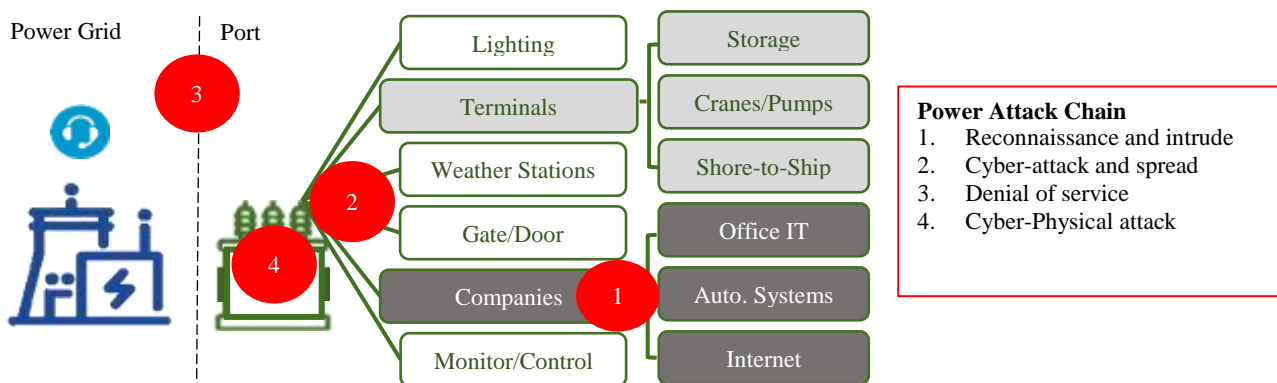 Power Grid
Port
3
Lighting
Terminals
Weather Stations
2
Gate/Door
4
Companies
1
Monitor/Control
Storage
Cranes/Pumps
Shore-to-Ship
Office IT
Auto. Systems
Internet
Power Attack Chain
1. Reconnaissance and intrude
2. Cyber-attack and spread
3. Denial of service
4. Cyber-Physical attack